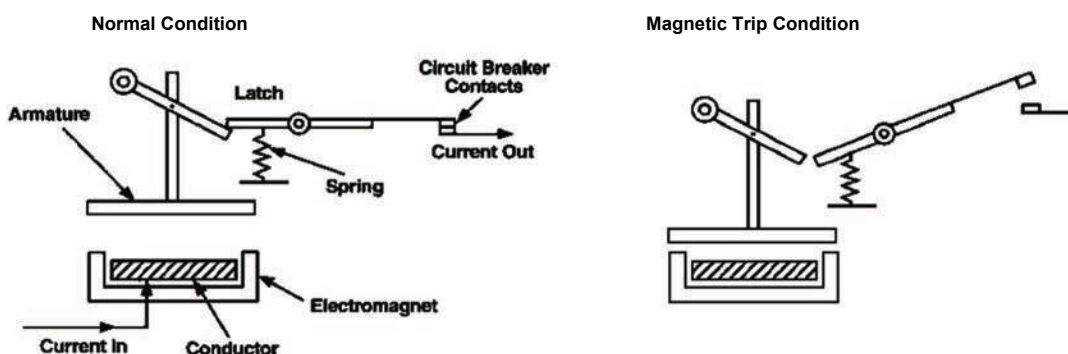 Normal Condition
Magnetic Trip Condition
Circuit Breaker
Contacts
Latch
Armature
Current Out
Spring
Electromagnet
Current In
Conductor